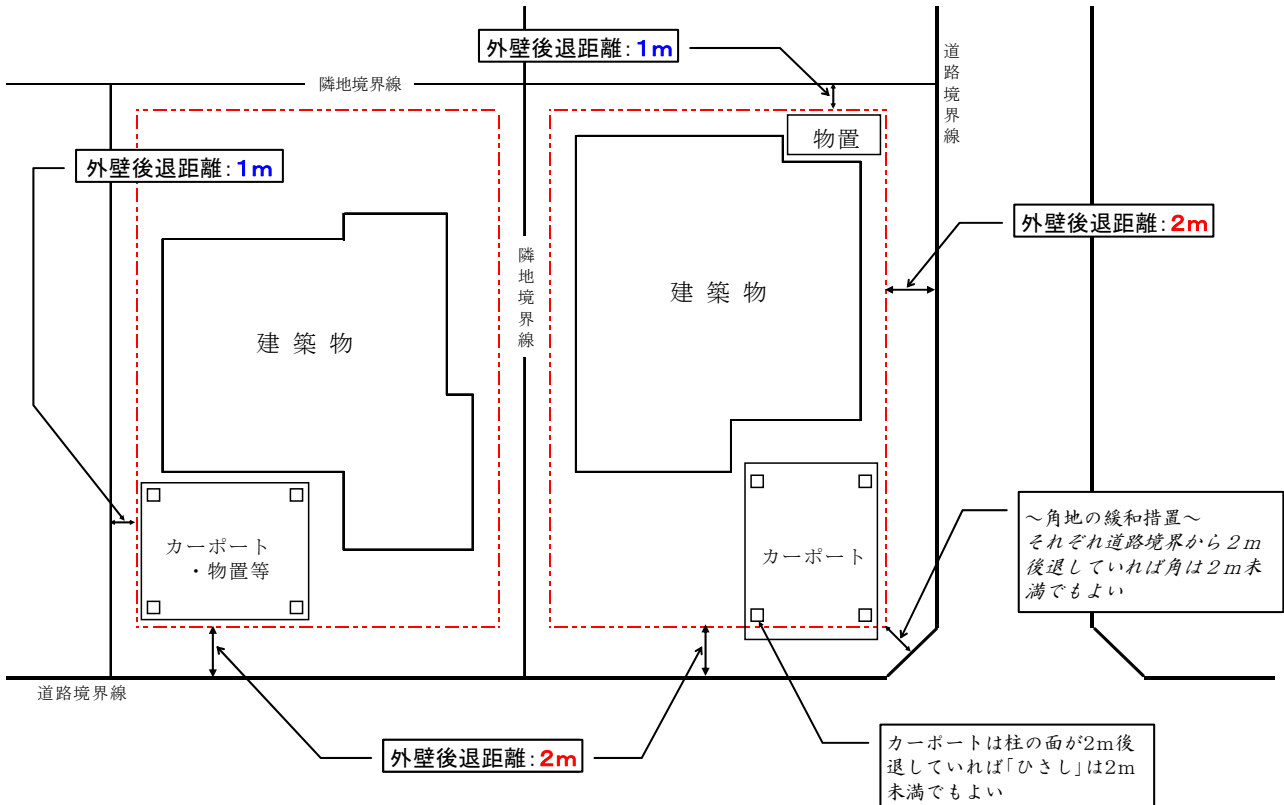 外壁後退距離：1m
道路境界線
隣地境界線
物置
外壁後退距離：1m
外壁後退距離：2m
隣地境界線
建築物
建築物
～角地の緩和措置～
それぞれ道路境界から２ｍ
後退していれば角は２ｍ未
満でもよい
カーポート
・物置等
カーポート
道路境界線
外壁後退距離：2m
カーポートは柱の面が2m後
退していれば「ひさし」は2m
未満でもよい